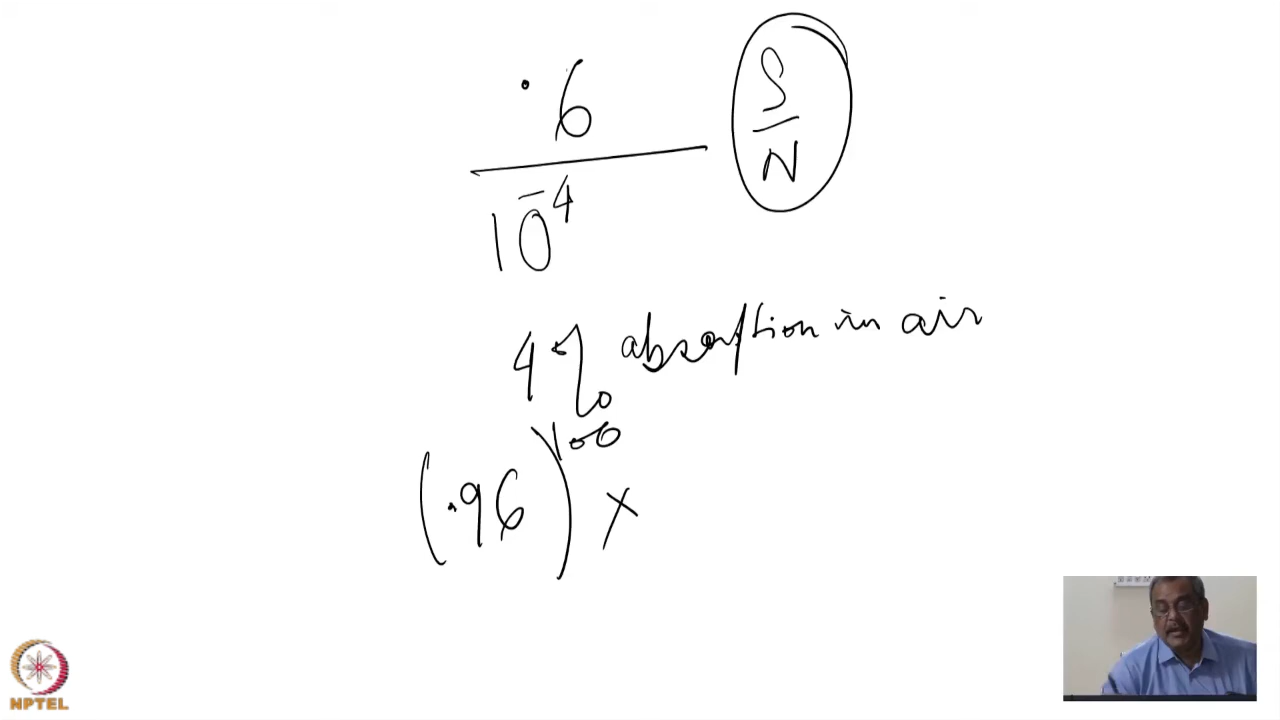 .6
10^-4
S
N
4% absorption in air
(.96)^100 ×
NPTEL